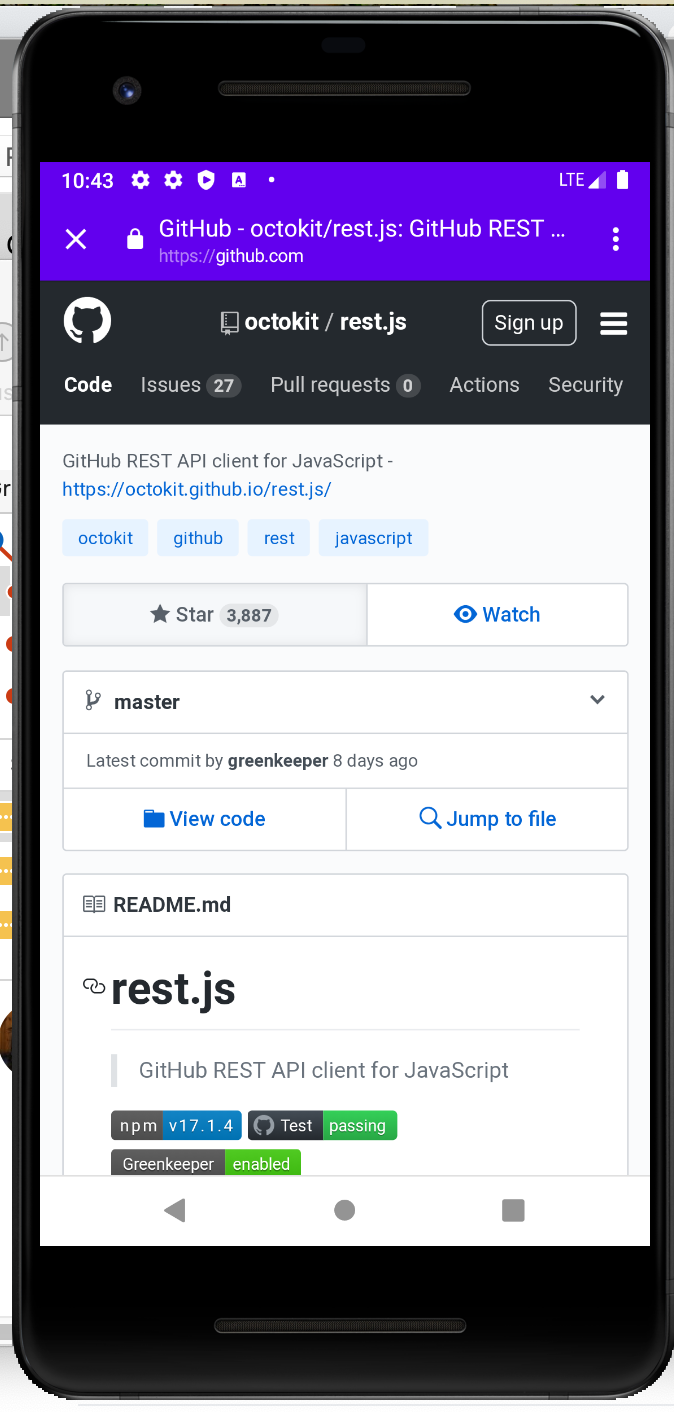 10:43 LTE
GitHub - octokit/rest.js: GitHub REST ...
https://github.com
octokit / rest.js Sign up
Code Issues 27 Pull requests 0 Actions Security
GitHub REST API client for JavaScript -
https://octokit.github.io/rest.js/
octokit github rest javascript
Star 3,887 Watch
master
Latest commit by greenkeeper 8 days ago
View code Jump to file
README.md
rest.js
GitHub REST API client for JavaScript
npm v17.1.4 Test passing
Greenkeeper enabled